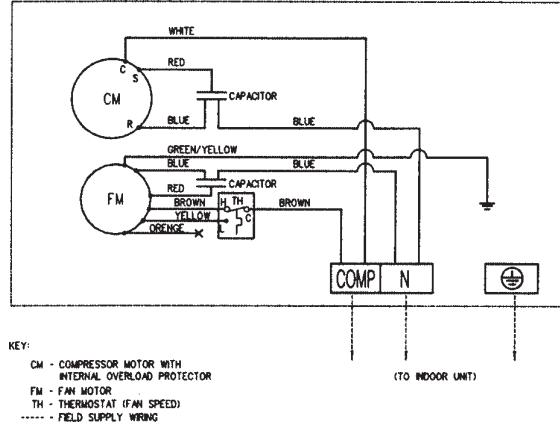 WHITE
C
S
RED
CM
CAPACITOR
R
BLUE
BLUE
GREEN/YELLOW
BLUE
BLUE
RED
CAPACITOR
FM
BROWN
H TH
C
BROWN
YELLOW
L
ORENGE
COMP
N
(TO INDOOR UNIT)
KEY:
CM - COMPRESSOR MOTOR WITH
INTERNAL OVERLOAD PROTECTOR
FM - FAN MOTOR
TH - THERMOSTAT (FAN SPEED)
----- - FIELD SUPPLY WIRING